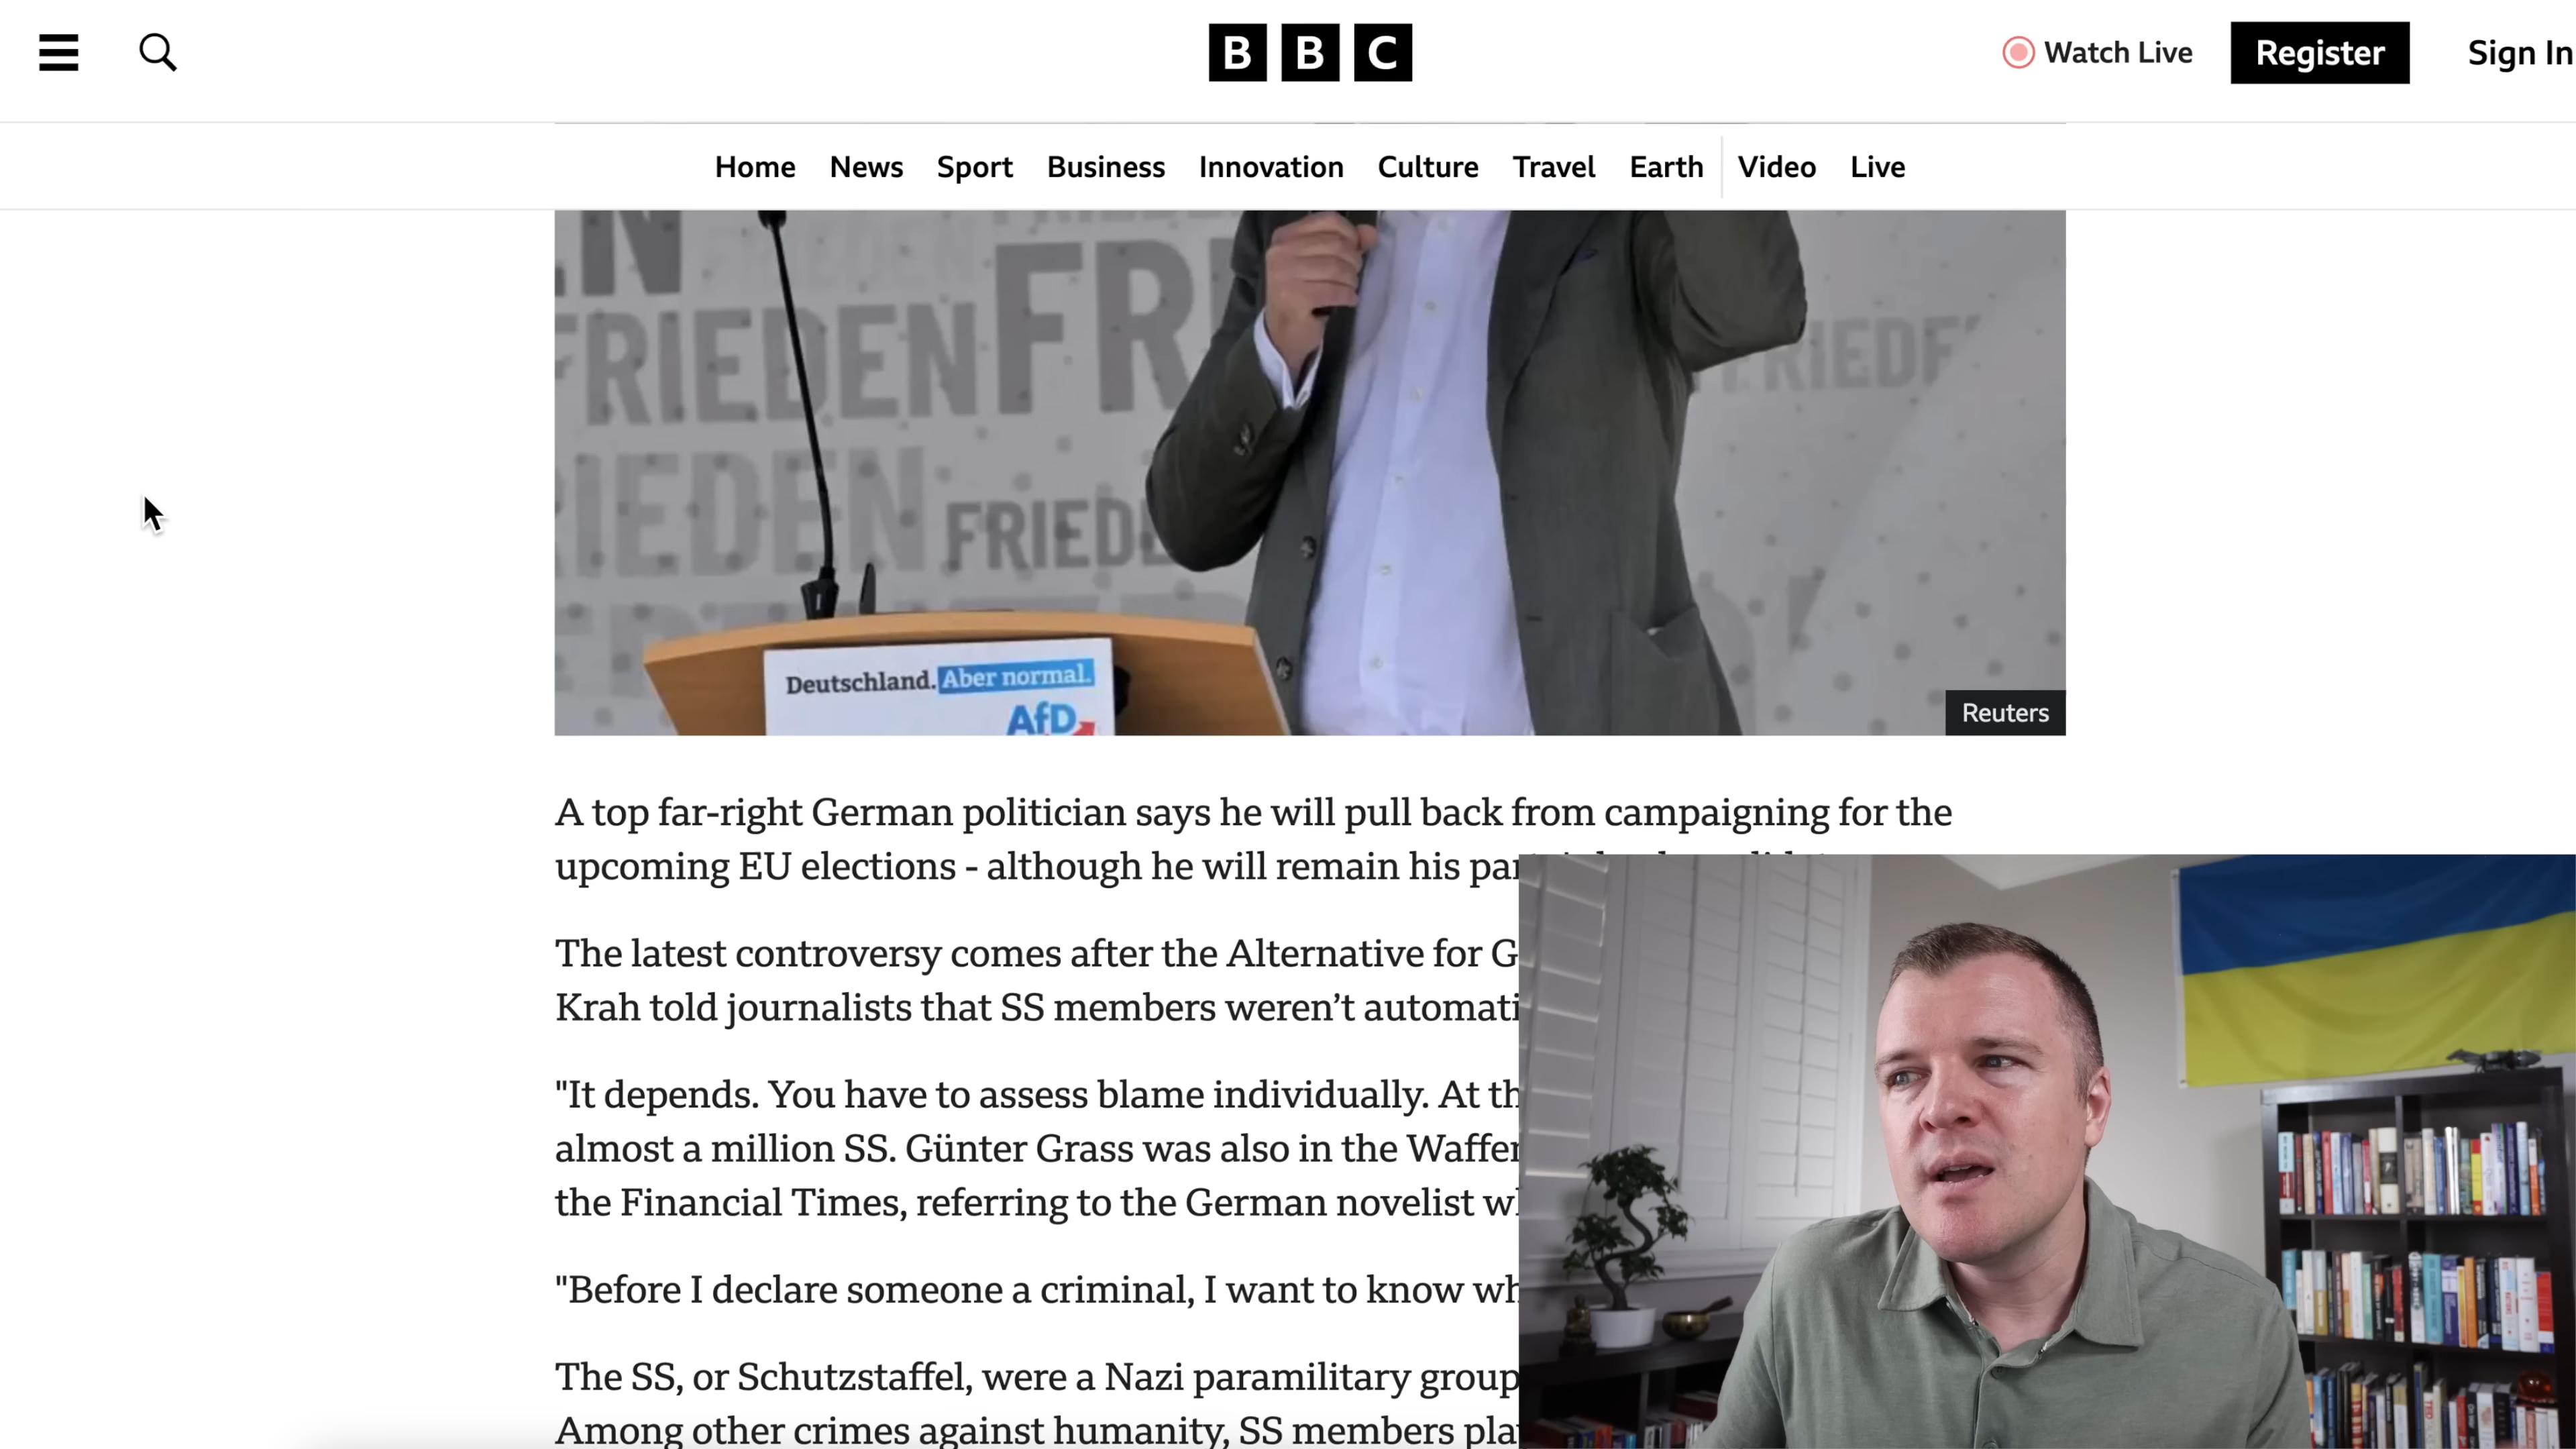 BBC
Watch Live
Register
Sign In
Home News Sport Business Innovation Culture Travel Earth Video Live
FRIEDEN
FRIEDEN
Deutschland. Aber normal.
AfD
Reuters
A top far-right German politician says he will pull back from campaigning for the
upcoming EU elections - although he will remain his
The latest controversy comes after the Alternative for
Krah told journalists that SS members weren't
"It depends. You have to assess blame individually. At
almost a million SS. Günter Grass was also in the
the Financial Times, referring to the German novelist
"Before I declare someone a criminal, I want to know
The SS, or Schutzstaffel, were a Nazi paramilitary group
Among other crimes against humanity, SS members